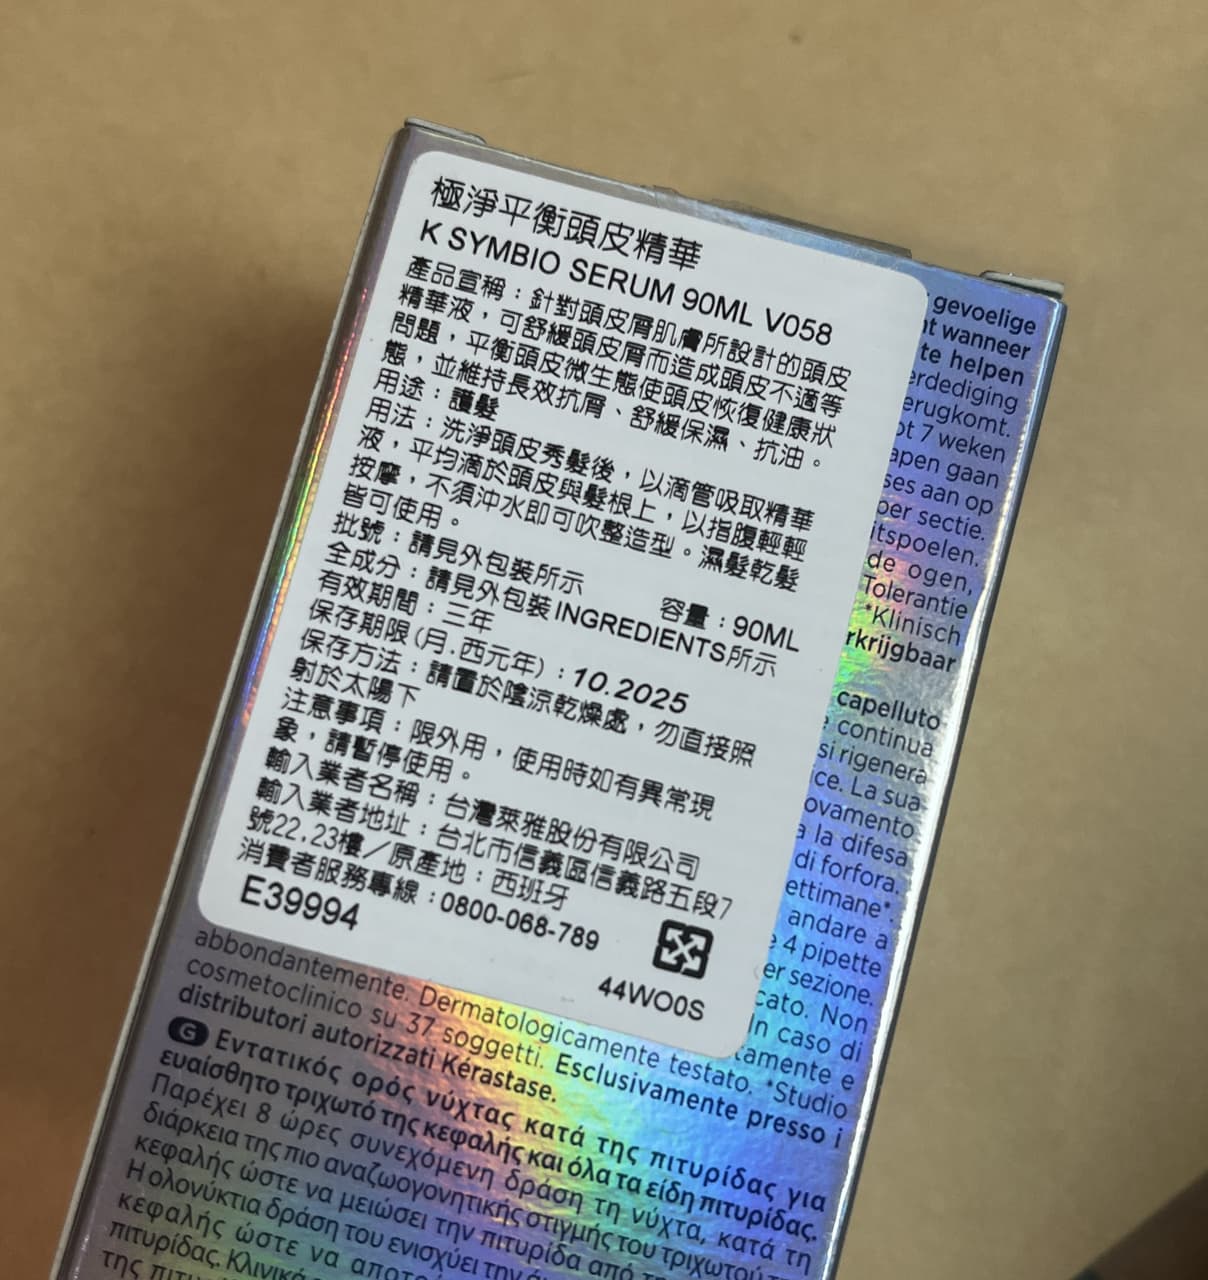 極淨平衡頭皮精華
K SYMBIO SERUM 90ML V058
產品宣稱：針對頭皮屑肌膚所設計的頭皮
精華液，可舒緩頭皮屑而造成頭皮不適等
問題，平衡頭皮微生態使頭皮恢復健康狀
態，並維持長效抗屑、舒緩保濕、抗油。
用途：護髮
用法：洗淨頭皮秀髮後，以滴管吸取精華
液，平均滴於頭皮與髮根上，以指腹輕輕
按摩，不須沖水即可吹整造型。濕髮乾髮
皆可使用。
批號：請見外包裝所示 容量：90ML
全成分：請見外包裝INGREDIENTS所示
有效期間：三年
保存期限(月.西元年)：10.2025
保存方法：請置於陰涼乾燥處，勿直接照
射於太陽下
注意事項：限外用，使用時如有異常現
象，請暫停使用。
輸入業者名稱：台灣萊雅股份有限公司
輸入業者地址：台北市信義區信義路五段7
號22.23樓／原產地：西班牙
消費者服務專線：0800-068-789
E39994
44WO0S
gevoelige
wanneer
te helpen
erdediging
erugkomt.
7 weken
apen gaan
ses aan op
per sectie.
itspoelen.
de ogen,
Tolerantie
*Klinisch
rkrijgbaar
capelluto
continua
si rigenera
ce. La sua
ovamento
la difesa
di forfora.
ettimane*.
andare a
4 pipette
er sezione.
cato. Non
In caso di
tamente e
abbondantemente. Dermatologicamente testato. *Studio
cosmetoclinico su 37 soggetti. Esclusivamente presso i
distributori autorizzati Kérastase.
G Εντατικός ορός νύχτας κατά της πιτυρίδας για
ευαίσθητο τριχωτό της κεφαλής και όλα τα είδη πιτυρίδας.
Παρέχει 8 ώρες συνεχόμενη δράση τη νύχτα, κατά τη
διάρκεια της πιο αναζωογονητικής στιγμής του τριχωτού της
κεφαλής ώστε να μειώσει την πιτυρίδα από
Η ολονύκτια δράση του ενισχύει την
κεφαλής ώστε να
πιτυρίδας. Κλινικά
της